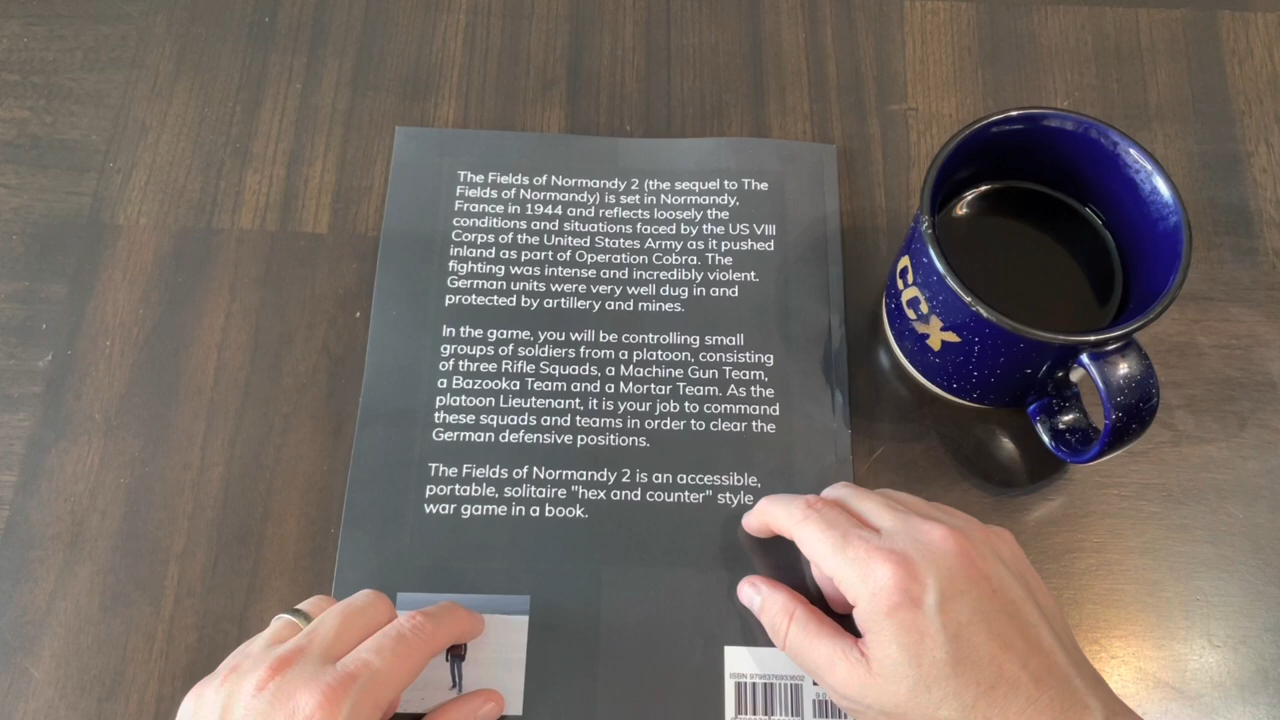 The Fields of Normandy 2 (the sequel to The
Fields of Normandy) is set in Normandy,
France in 1944 and reflects loosely the
conditions and situations faced by the US VIII
Corps of the United States Army as it pushed
inland as part of Operation Cobra. The
fighting was intense and incredibly violent.
German units were very well dug in and
protected by artillery and mines.
In the game, you will be controlling small
groups of soldiers from a platoon, consisting
of three Rifle Squads, a Machine Gun Team,
a Bazooka Team and a Mortar Team. As the
platoon Lieutenant, it is your job to command
these squads and teams in order to clear the
German defensive positions.
The Fields of Normandy 2 is an accessible,
portable, solitaire "hex and counter" style
war game in a book.
CCX
ISBN 9798376933602